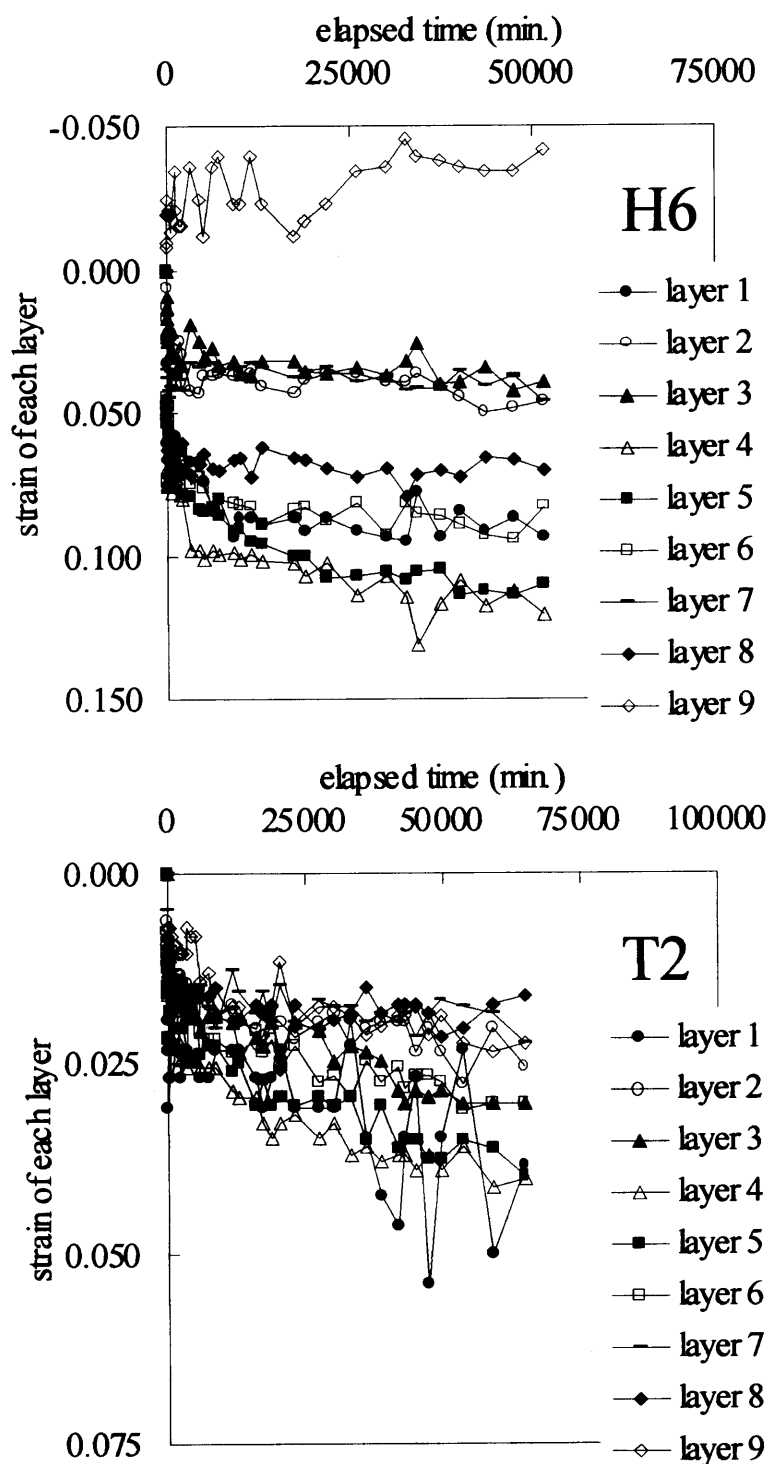 elapsed time (min.)
0 25000 50000 75000
-0.050
0.000
0.050
0.100
0.150
strain of each layer
H6
layer 1
layer 2
layer 3
layer 4
layer 5
layer 6
layer 7
layer 8
layer 9
elapsed time (min.)
0 25000 50000 75000 100000
0.000
0.025
0.050
0.075
strain of each layer
T2
layer 1
layer 2
layer 3
layer 4
layer 5
layer 6
layer 7
layer 8
layer 9